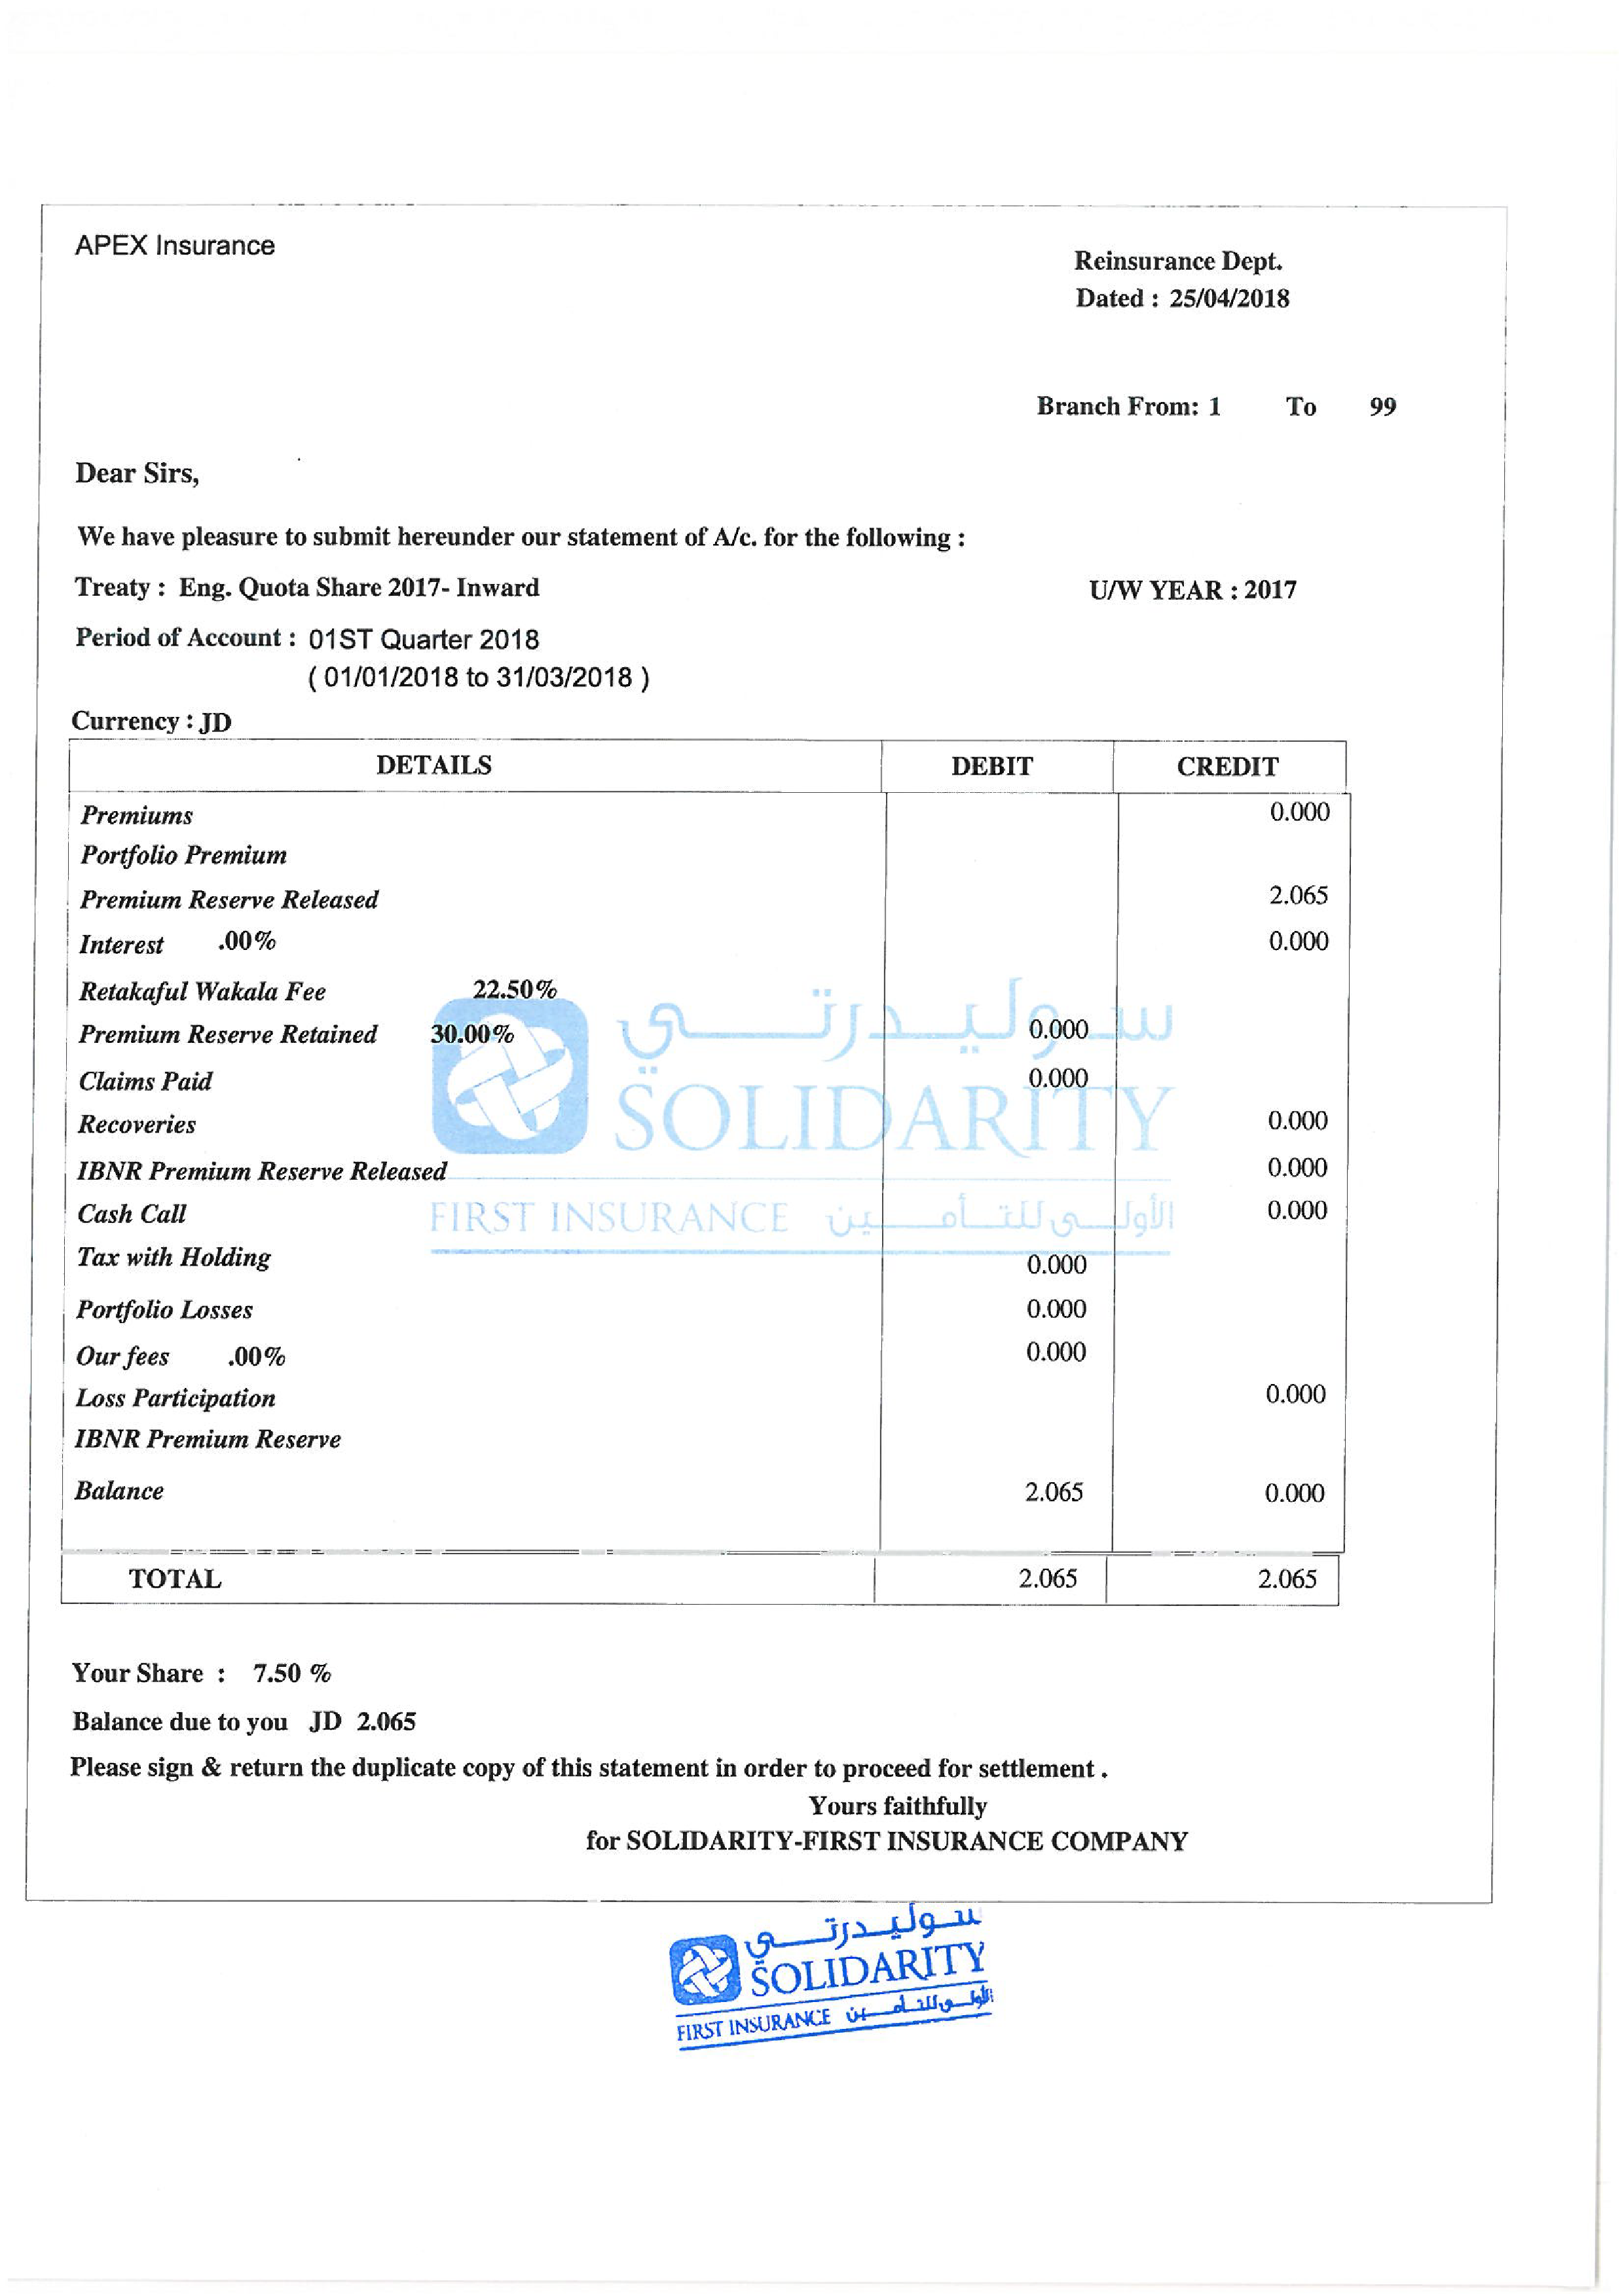 APEX Insurance
Reinsurance Dept.
Dated : 25/04/2018
Branch From: 1 To 99
Dear Sirs,
We have pleasure to submit hereunder our statement of A/c. for the following :
Treaty : Eng. Quota Share 2017- Inward U/W YEAR : 2017
Period of Account : 01ST Quarter 2018
( 01/01/2018 to 31/03/2018 )
Currency : JD
DETAILS DEBIT CREDIT
Premiums 0.000
Portfolio Premium
Premium Reserve Released 2.065
Interest .00% 0.000
Retakaful Wakala Fee 22.50%
Premium Reserve Retained 30.00% 0.000
Claims Paid 0.000
Recoveries 0.000
IBNR Premium Reserve Released 0.000
Cash Call 0.000
Tax with Holding 0.000
Portfolio Losses 0.000
Our fees .00% 0.000
Loss Participation 0.000
IBNR Premium Reserve
Balance 2.065 0.000
TOTAL 2.065 2.065
سوليدرتي
SOLIDARITY
FIRST INSURANCE الأولى للتأمين
Your Share : 7.50 %
Balance due to you JD 2.065
Please sign & return the duplicate copy of this statement in order to proceed for settlement .
Yours faithfully
for SOLIDARITY-FIRST INSURANCE COMPANY
سوليدرتي
SOLIDARITY
FIRST INSURANCE الأولى للتأمين